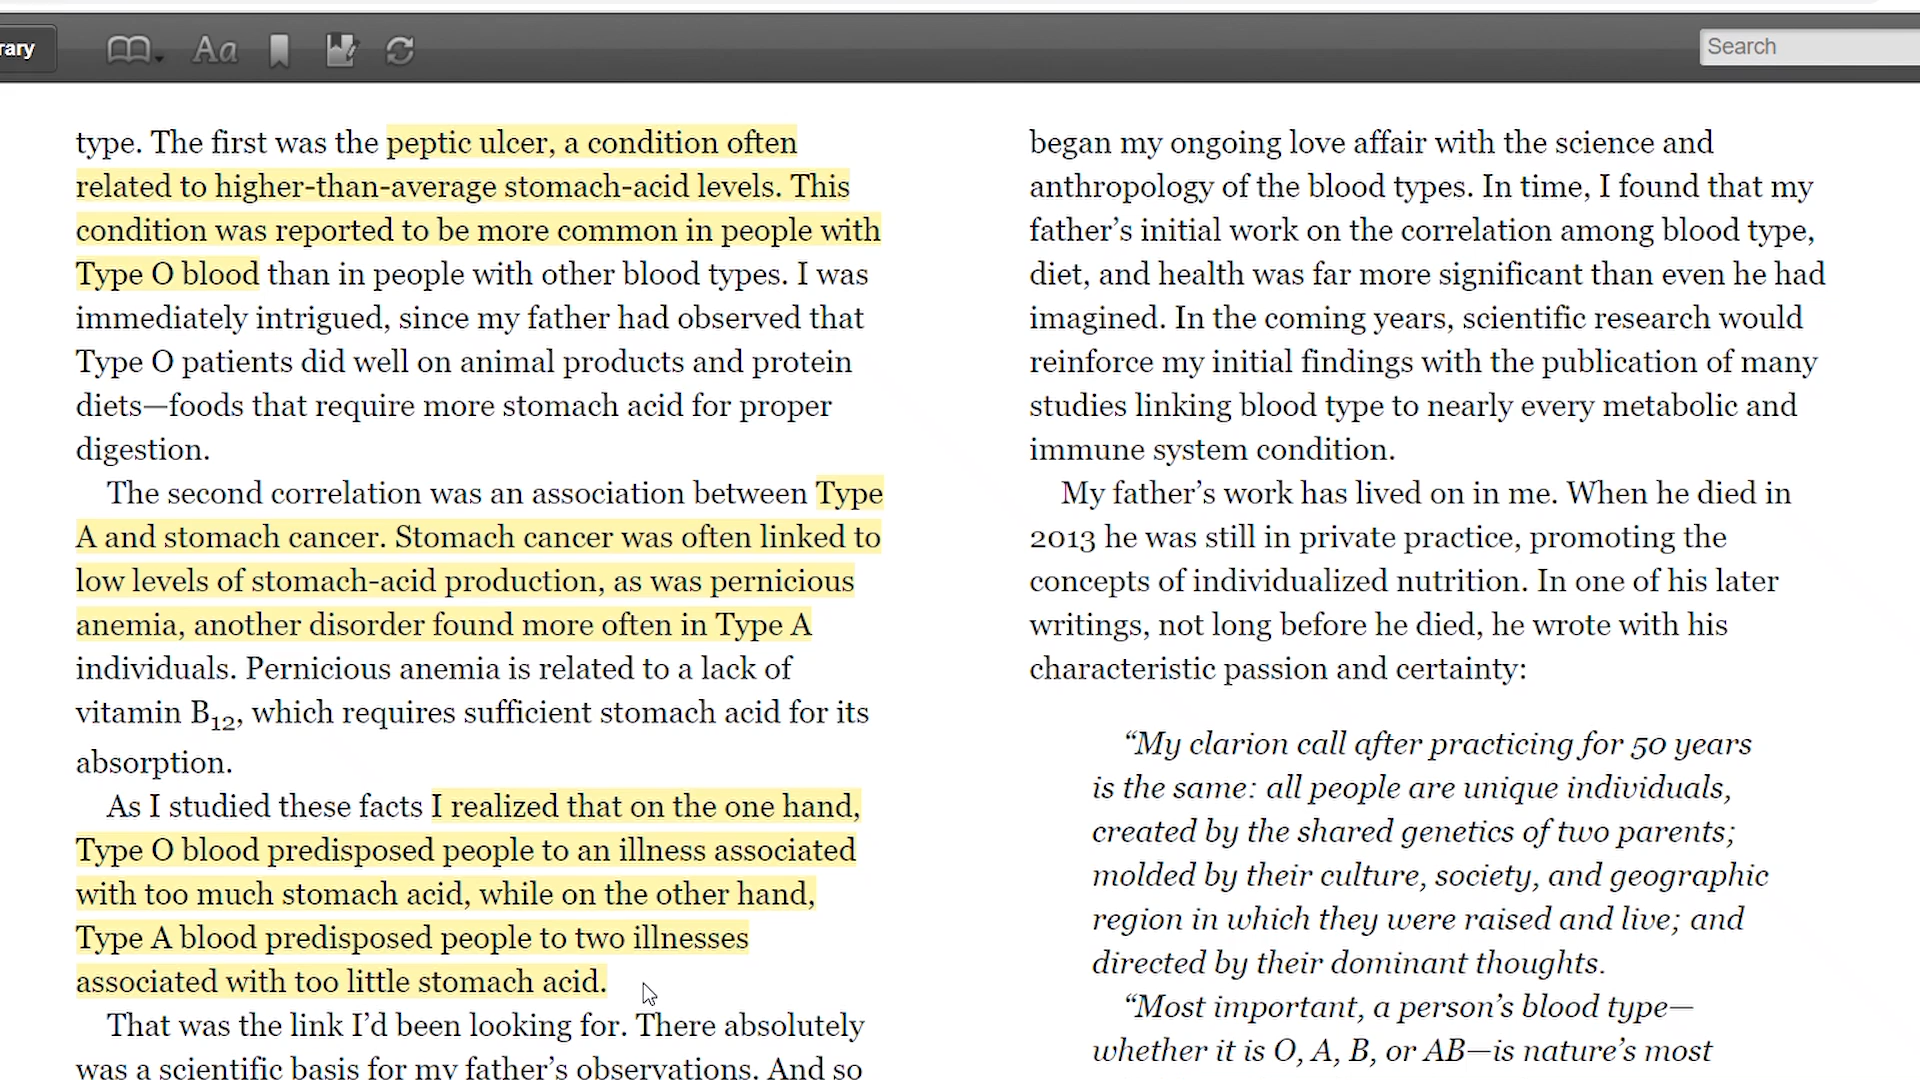 rary
Aa
Search
type. The first was the peptic ulcer, a condition often
related to higher-than-average stomach-acid levels. This
condition was reported to be more common in people with
Type O blood than in people with other blood types. I was
immediately intrigued, since my father had observed that
Type O patients did well on animal products and protein
diets—foods that require more stomach acid for proper
digestion.
The second correlation was an association between Type
A and stomach cancer. Stomach cancer was often linked to
low levels of stomach-acid production, as was pernicious
anemia, another disorder found more often in Type A
individuals. Pernicious anemia is related to a lack of
vitamin B12, which requires sufficient stomach acid for its
absorption.
As I studied these facts I realized that on the one hand,
Type O blood predisposed people to an illness associated
with too much stomach acid, while on the other hand,
Type A blood predisposed people to two illnesses
associated with too little stomach acid.
That was the link I’d been looking for. There absolutely
was a scientific basis for my father’s observations. And so
began my ongoing love affair with the science and
anthropology of the blood types. In time, I found that my
father’s initial work on the correlation among blood type,
diet, and health was far more significant than even he had
imagined. In the coming years, scientific research would
reinforce my initial findings with the publication of many
studies linking blood type to nearly every metabolic and
immune system condition.
My father’s work has lived on in me. When he died in
2013 he was still in private practice, promoting the
concepts of individualized nutrition. In one of his later
writings, not long before he died, he wrote with his
characteristic passion and certainty:
“My clarion call after practicing for 50 years
is the same: all people are unique individuals,
created by the shared genetics of two parents;
molded by their culture, society, and geographic
region in which they were raised and live; and
directed by their dominant thoughts.
“Most important, a person’s blood type—
whether it is O, A, B, or AB—is nature’s most